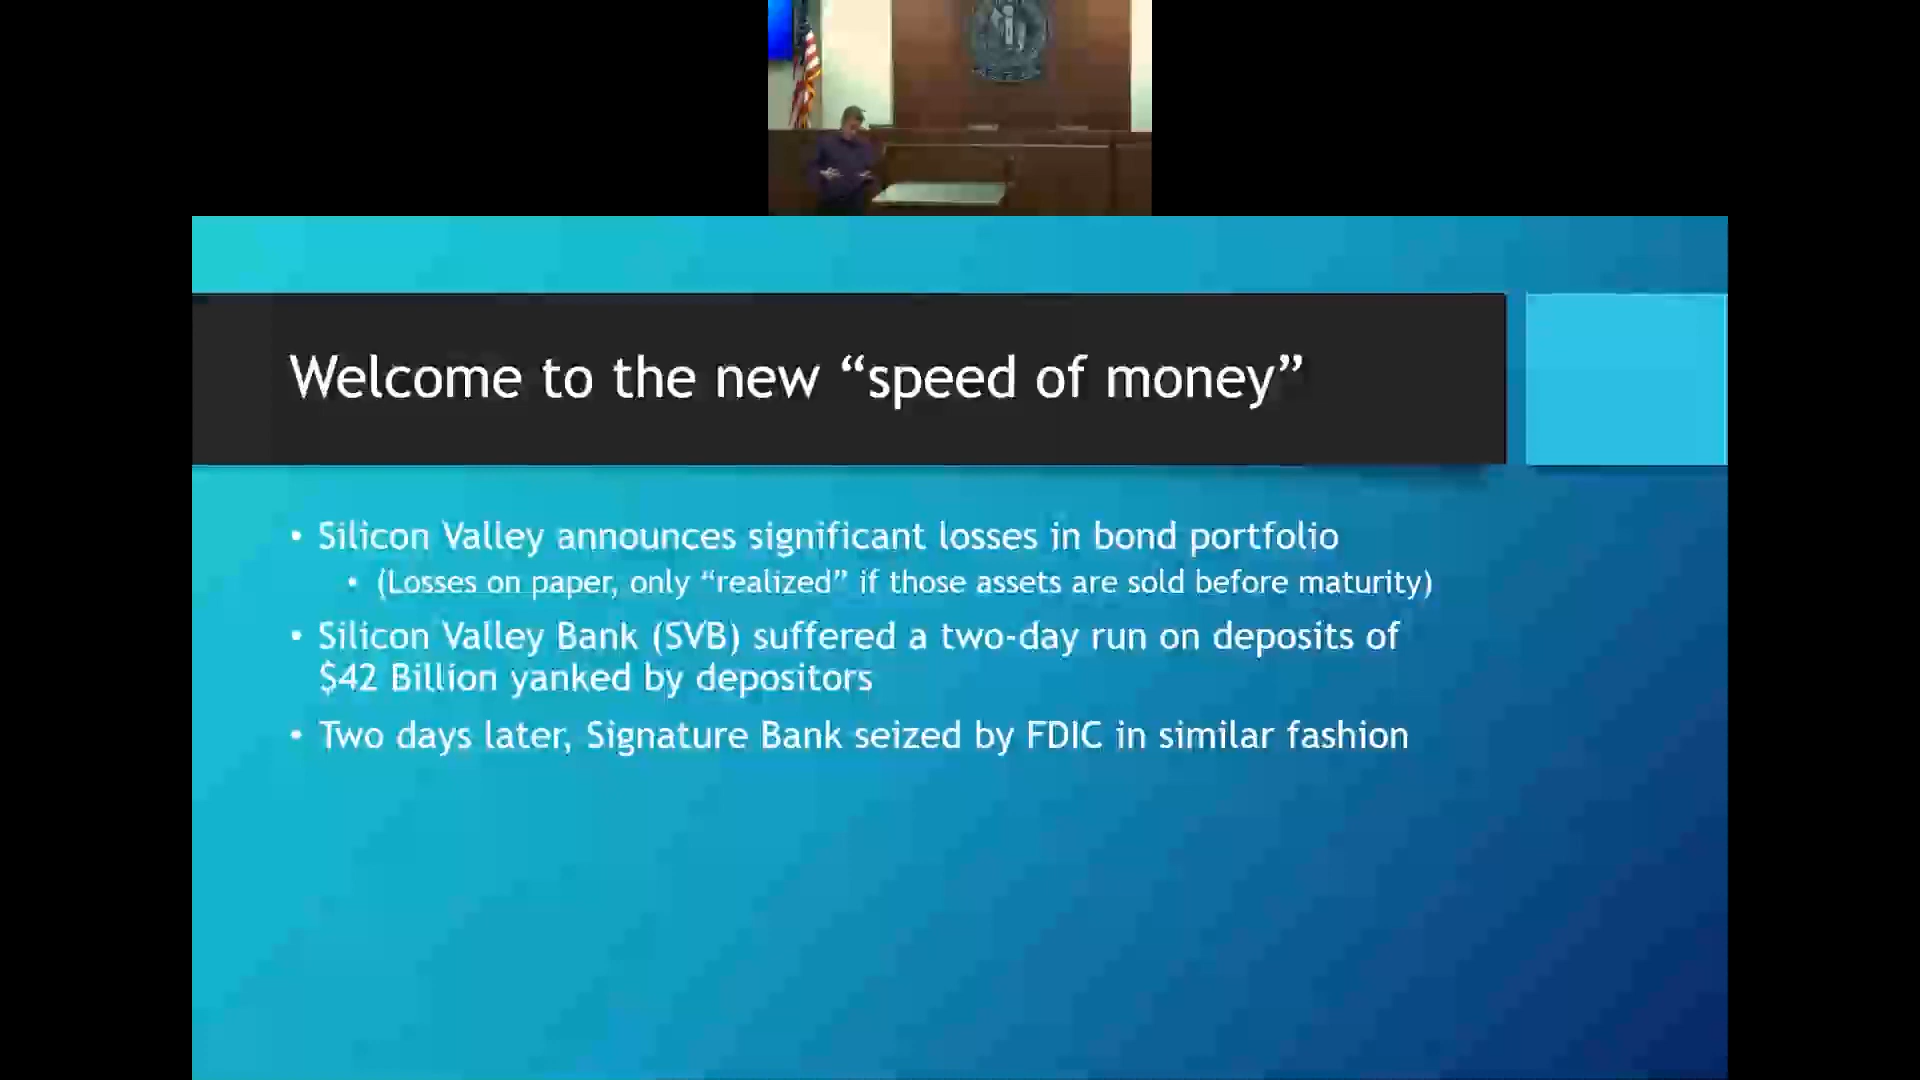 Welcome to the new “speed of money”
• Silicon Valley announces significant losses in bond portfolio
• (Losses on paper, only “realized” if those assets are sold before maturity)
• Silicon Valley Bank (SVB) suffered a two-day run on deposits of
$42 Billion yanked by depositors
• Two days later, Signature Bank seized by FDIC in similar fashion